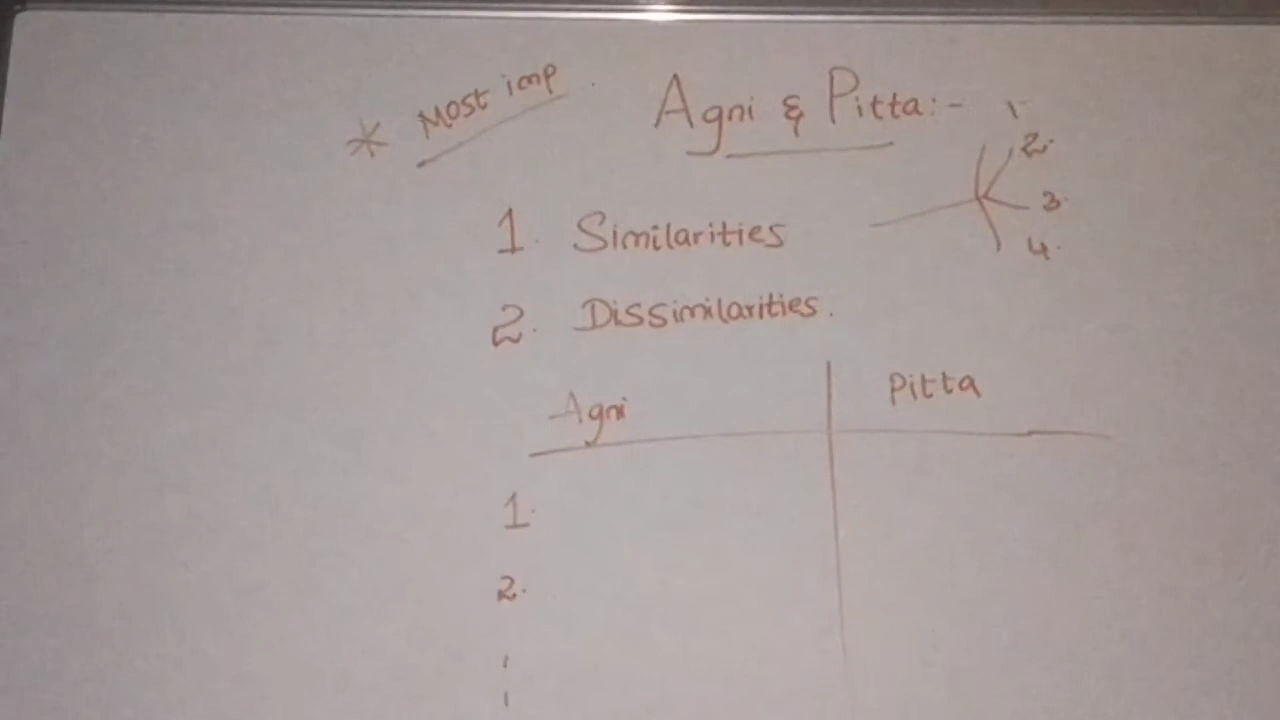 * Most imp.
Agni & Pitta:-
1.
2.
3.
4.
1. Similarities
2. Dissimilarities.
Agni
Pitta
1.
2.